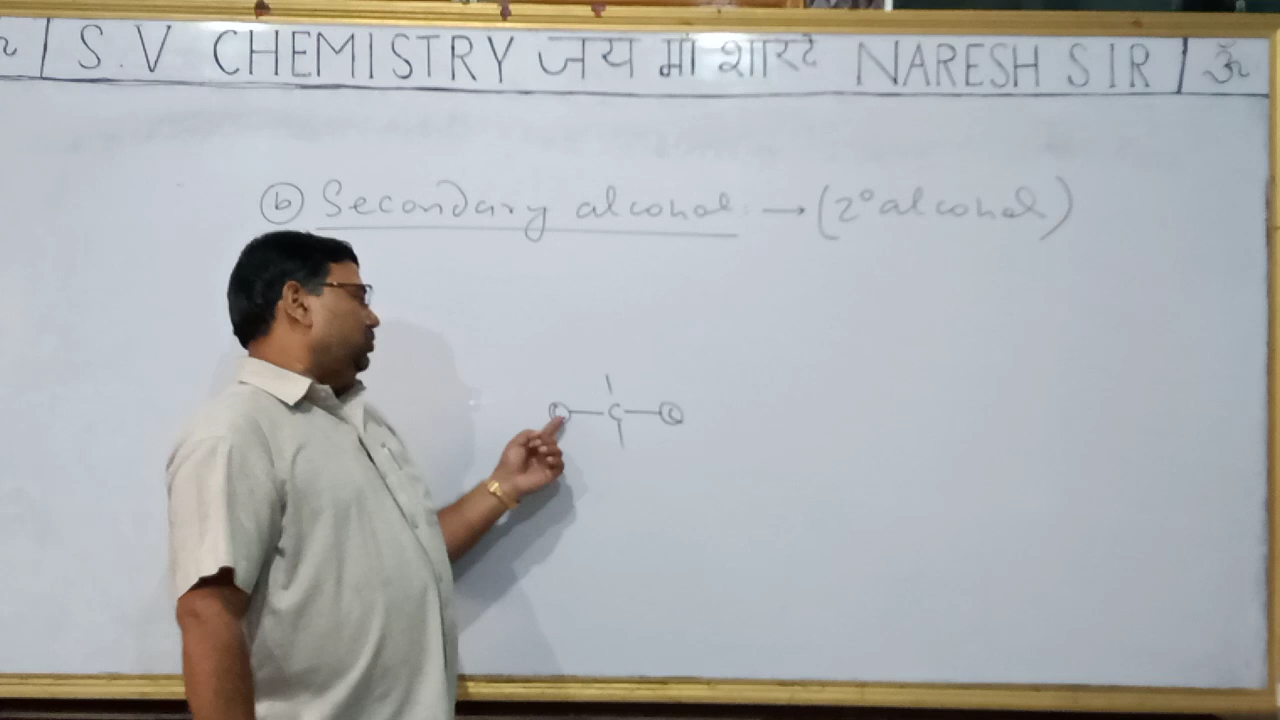 S.V CHEMISTRY जय माँ शारदे NARESH SIR ॐ
(b) Secondary alcohol → (2° alcohol)
C—C—C